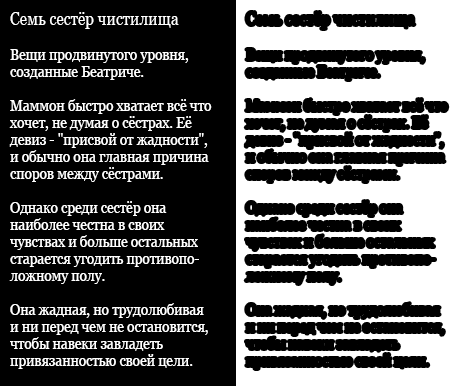 Семь сестёр чистилища
Вещи продвинутого уровня,
созданные Беатриче.
Маммон быстро хватает всё что
хочет, не думая о сёстрах. Её
девиз - "присвой от жадности",
и обычно она главная причина
споров между сёстрами.
Однако среди сестёр она
наиболее честна в своих
чувствах и больше остальных
старается угодить противопо-
ложному полу.
Она жадная, но трудолюбивая
и ни перед чем не остановится,
чтобы навеки завладеть
привязанностью своей цели.
Семь сестёр чистилища
Вещи продвинутого уровня,
созданные Беатриче.
Маммон быстро хватает всё что
хочет, не думая о сёстрах. Её
девиз - "присвой от жадности",
и обычно она главная причина
споров между сёстрами.
Однако среди сестёр она
наиболее честна в своих
чувствах и больше остальных
старается угодить противопо-
ложному полу.
Она жадная, но трудолюбивая
и ни перед чем не остановится,
чтобы навеки завладеть
привязанностью своей цели.